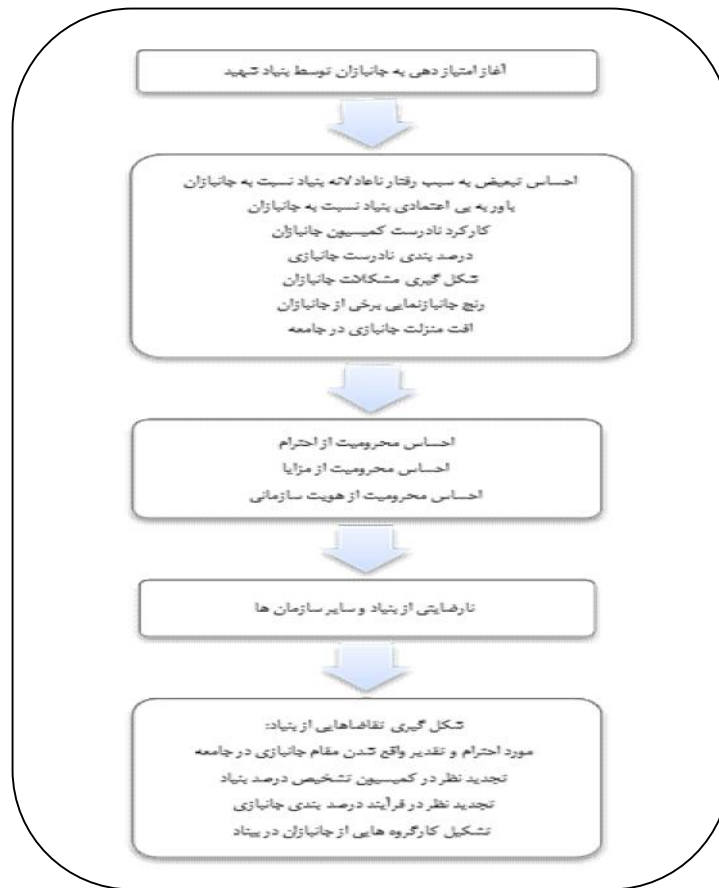 آغاز امتیاز دهی به جانبازان توسط بنیاد شهید
احساس تبعیض به سبب رفتار ناعادلانه بنیاد نسبت به جانبازان
باور به بی اعتمادی بنیاد نسبت به جانبازان
کارکرد نادرست کمیسیون جانبازان
درصد بندی نادرست جانبازی
شکل گیری مشکلات جانبازان
رنج جانبازنمایی برخی از جانبازان
افت منزلت جانبازی در جامعه
احساس محرومیت از احترام
احساس محرومیت از مزایا
احساس محرومیت از هویت سازمانی
نارضایتی از بنیاد و سایر سازمان ها
شکل گیری تقاضاهایی از بنیاد:
مورد احترام و تقدیر واقع شدن مقام جانبازی در جامعه
تجدید نظر در کمیسیون تشخیص درصد بنیاد
تجدید نظر در فرآیند درصد بندی جانبازی
تشکیل کارگروه هایی از جانبازان در بیناد